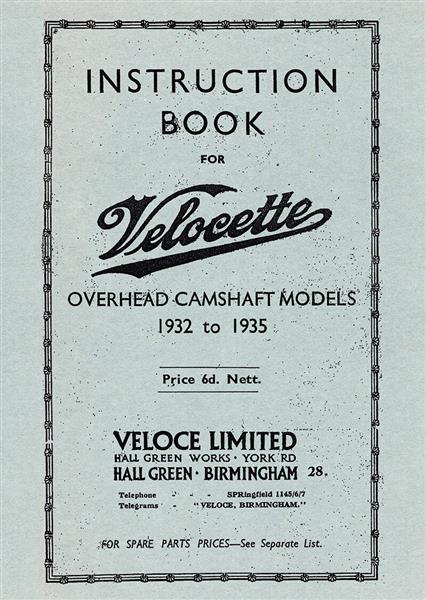 INSTRUCTION
BOOK
FOR
Velocette
OVERHEAD CAMSHAFT MODELS
1932 to 1935
Price 6d. Nett.
VELOCE LIMITED
HALL GREEN WORKS · YORK RD
HALL GREEN · BIRMINGHAM 28.
Telephone - - SPRingfield 1145/6/7
Telegrams - - "VELOCE, BIRMINGHAM."
FOR SPARE PARTS PRICES—See Separate List.